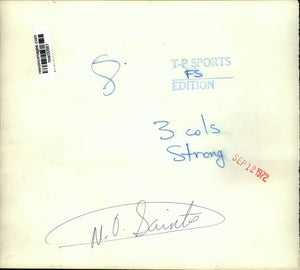 8
T-P SPORTS
FS
EDITION
3 cols
Strong
SEP 12 1972
N.O. Saints